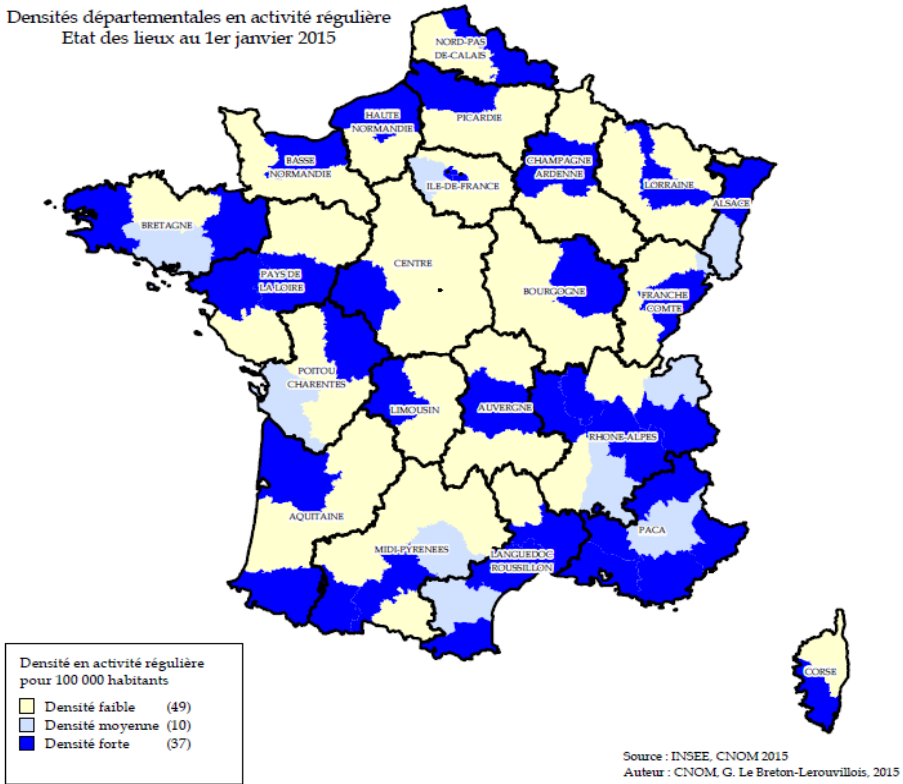 Densités départementales en activité régulière
Etat des lieux au 1er janvier 2015
NORD-PAS
DE-CALAIS
HAUTE
NORMANDIE
PICARDIE
BASSE
NORMANDIE
ILE-DE-FRANCE
CHAMPAGNE
ARDENNE
LORRAINE
ALSACE
BRETAGNE
PAYS DE
LA LOIRE
CENTRE
BOURGOGNE
FRANCHE
COMTE
POITOU
CHARENTES
LIMOUSIN
AUVERGNE
RHONE-ALPES
AQUITAINE
MIDI-PYRENEES
LANGUEDOC
ROUSSILLON
PACA
CORSE
Densité en activité régulière
pour 100 000 habitants
Densité faible (49)
Densité moyenne (10)
Densité forte (37)
Source : INSEE, CNOM 2015
Auteur : CNOM, G. Le Breton-Lerouvillois, 2015